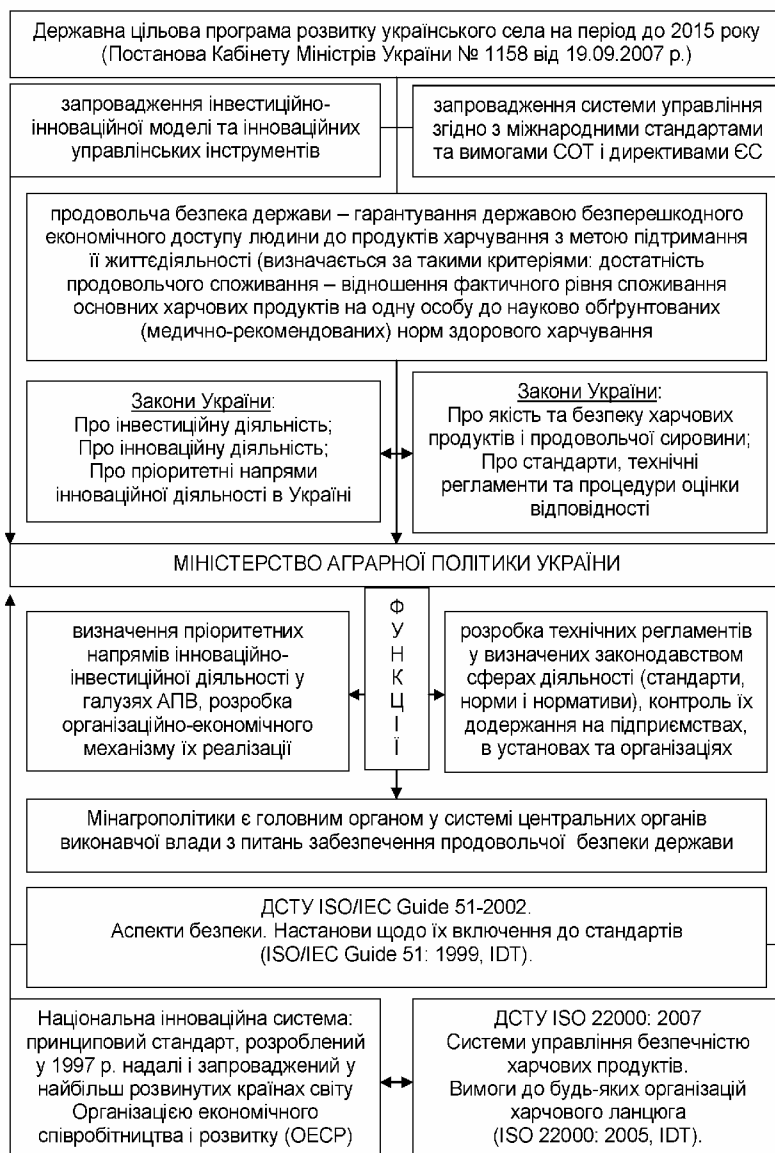 Державна цільова програма розвитку українського села на період до 2015 року
(Постанова Кабінету Міністрів України № 1158 від 19.09.2007 р.)
запровадження інвестиційно-
інноваційної моделі та інноваційних
управлінських інструментів
запровадження системи управління
згідно з міжнародними стандартами
та вимогами СОТ і директивами ЄС
продовольча безпека держави – гарантування державою безперешкодного
економічного доступу людини до продуктів харчування з метою підтримання
її життєдіяльності (визначається за такими критеріями: достатність
продовольчого споживання – відношення фактичного рівня споживання
основних харчових продуктів на одну особу до науково обґрунтованих
(медично-рекомендованих) норм здорового харчування
Закони України:
Про інвестиційну діяльність;
Про інноваційну діяльність;
Про пріоритетні напрями
інноваційної діяльності в Україні
Закони України:
Про якість та безпеку харчових
продуктів і продовольчої сировини;
Про стандарти, технічні
регламенти та процедури оцінки
відповідності
МІНІСТЕРСТВО АГРАРНОЇ ПОЛІТИКИ УКРАЇНИ
визначення пріоритетних
напрямів інноваційно-
інвестиційної діяльності у
галузях АПВ, розробка
організаційно-економічного
механізму їх реалізації
Ф
У
Н
К
Ц
І
Ї
розробка технічних регламентів
у визначених законодавством
сферах діяльності (стандарти,
норми і нормативи), контроль їх
додержання на підприємствах,
в установах та організаціях
Мінагрополітики є головним органом у системі центральних органів
виконавчої влади з питань забезпечення продовольчої безпеки держави
ДСТУ ISO/IEC Guide 51-2002.
Аспекти безпеки. Настанови щодо їх включення до стандартів
(ISO/IEC Guide 51: 1999, IDT).
Національна інноваційна система:
принциповий стандарт, розроблений
у 1997 р. надалі і запроваджений у
найбільш розвинутих країнах світу
Організацією економічного
співробітництва і розвитку (ОЕСР)
ДСТУ ISO 22000: 2007
Системи управління безпечністю
харчових продуктів.
Вимоги до будь-яких організацій
харчового ланцюга
(ISO 22000: 2005, IDT).